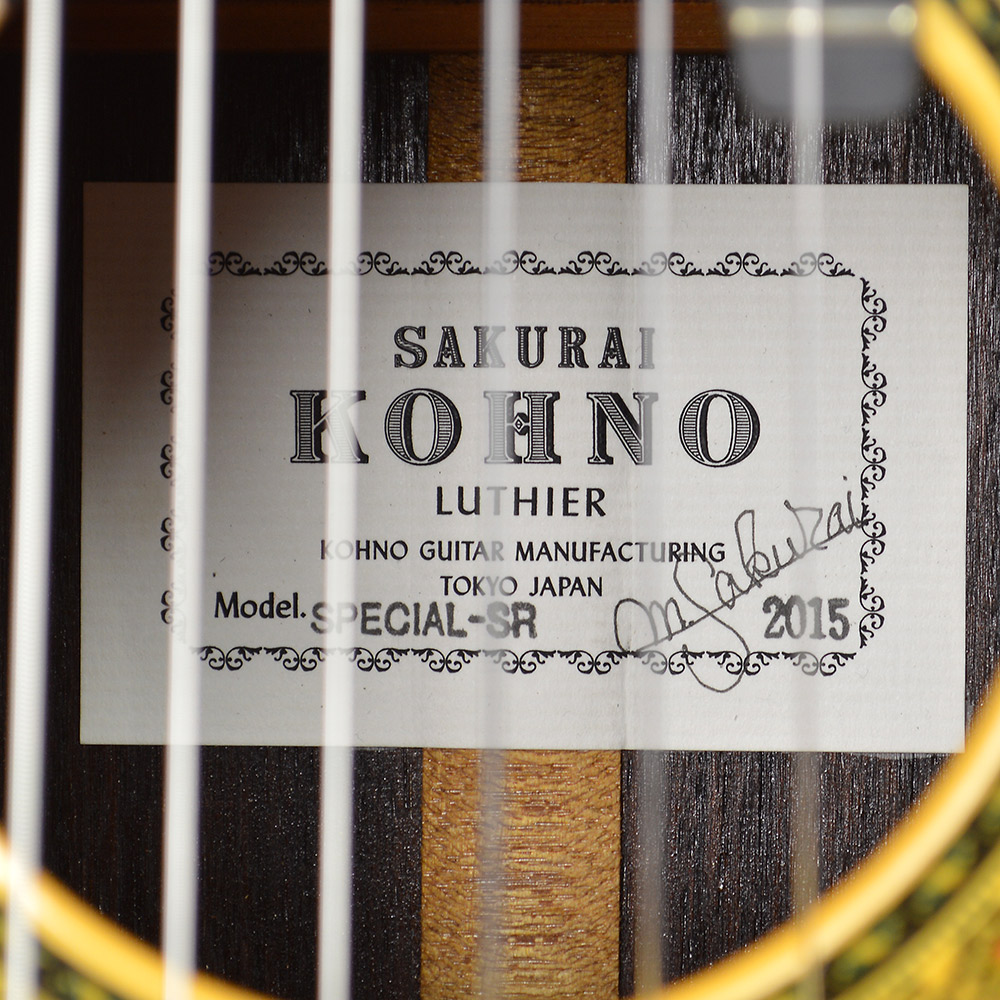 SAKURAI
KOHNO
LUTHIER
KOHNO GUITAR MANUFACTURING
TOKYO JAPAN
Model. SPECIAL-SR M. Sakurai 2015